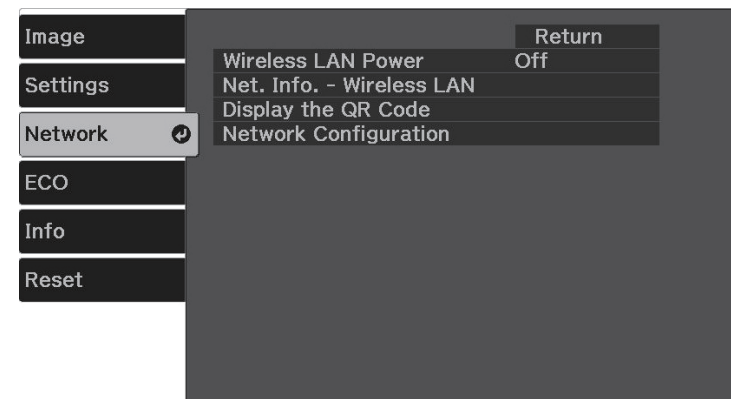 Image
Settings
Network
ECO
Info
Reset
Return
Wireless LAN Power Off
Net. Info. - Wireless LAN
Display the QR Code
Network Configuration